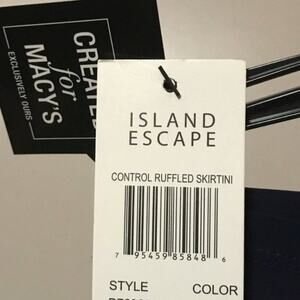 CREATED
for
MACY'S
EXCLUSIVELY OURS
ISLAND
ESCAPE
CONTROL RUFFLED SKIRTINI
7 95459 85848 6
STYLE COLOR